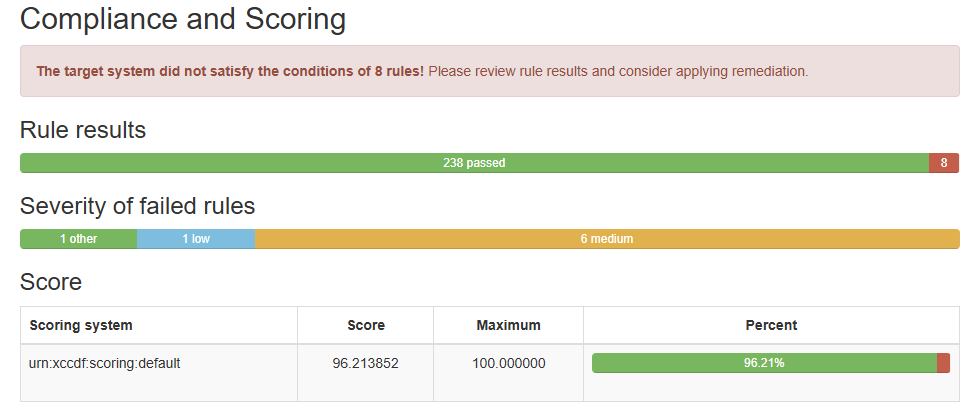 Compliance and Scoring
The target system did not satisfy the conditions of 8 rules! Please review rule results and consider applying remediation.
Rule results
238 passed 8
Severity of failed rules
1 other 1 low 6 medium
Score
Scoring system Score Maximum Percent
urn:xccdf:scoring:default 96.213852 100.000000 96.21%